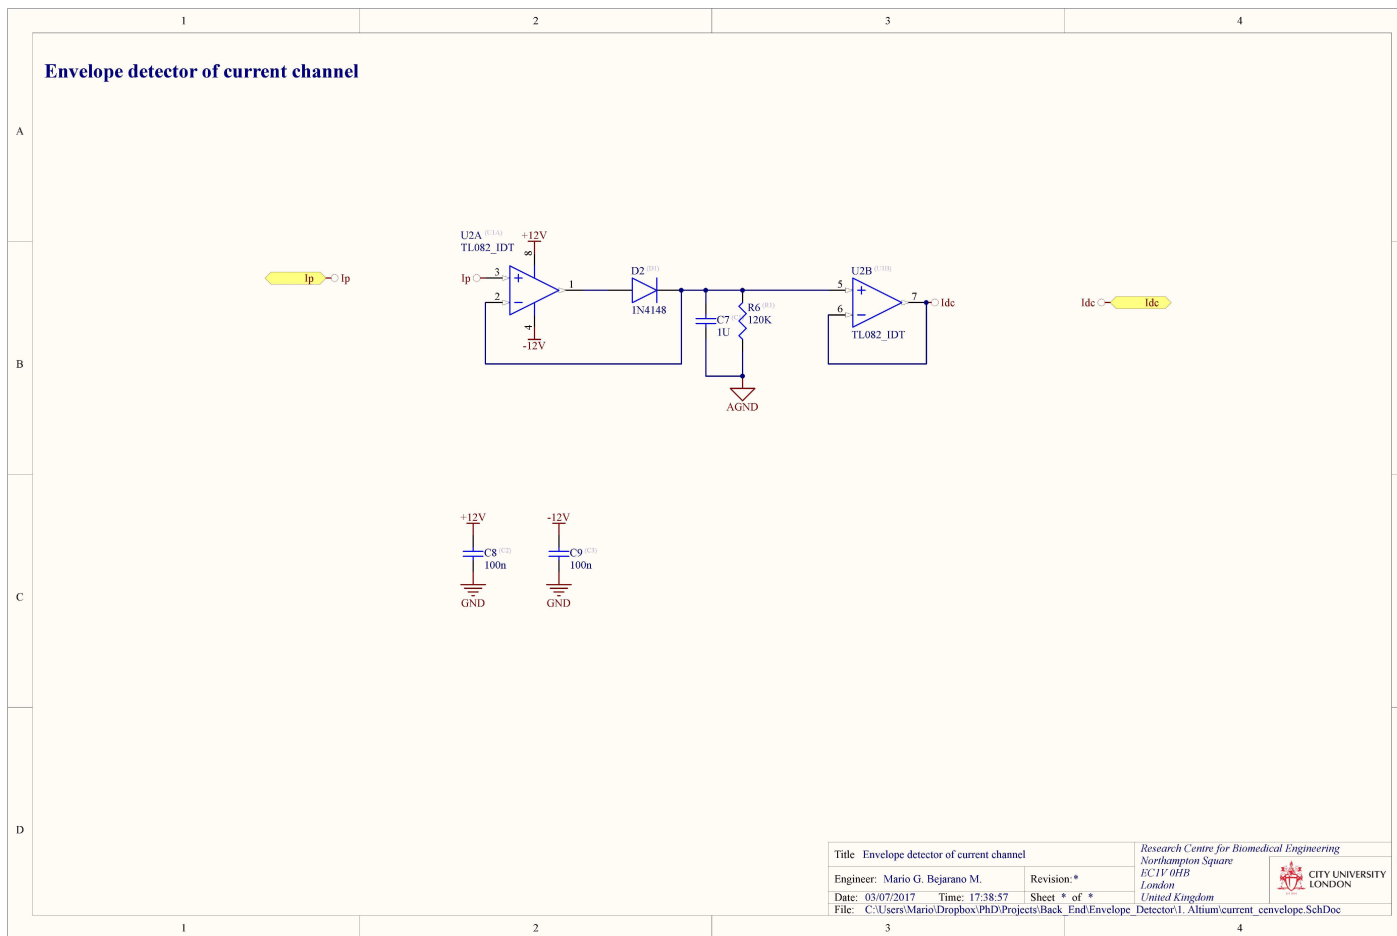 1 2 3 4
Envelope detector of current channel
A
U2A (U1A) +12V
TL082_IDT
8
Ip Ip
Ip 3 1
2
4
-12V
D2 (D1)
1N4148
C7
1U
R6 (R1)
120K
AGND
U2B
5 7 Idc
6
TL082_IDT
Idc Idc
B
+12V -12V
C8 (C2) C9 (C3)
100n 100n
GND GND
C
D
Title Envelope detector of current channel
Engineer: Mario G. Bejarano M. Revision:*
Date: 03/07/2017 Time: 17:38:57 Sheet * of *
File: C:\Users\Mario\Dropbox\PhD\Projects\Back_End\Envelope_Detector\1. Altium\current_cenvelope.SchDoc
Research Centre for Biomedical Engineering
Northampton Square
EC1V 0HB
London
United Kingdom
CITY UNIVERSITY
LONDON
1 2 3 4